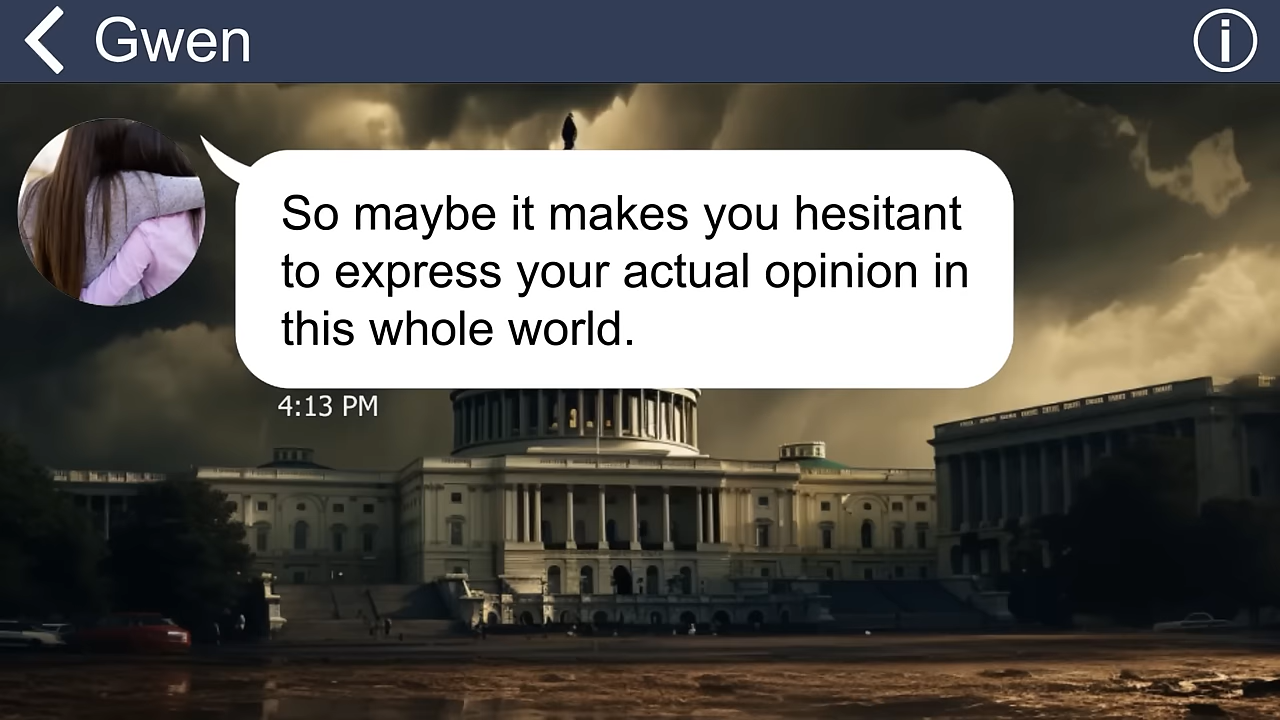 Gwen
So maybe it makes you hesitant
to express your actual opinion in
this whole world.
4:13 PM